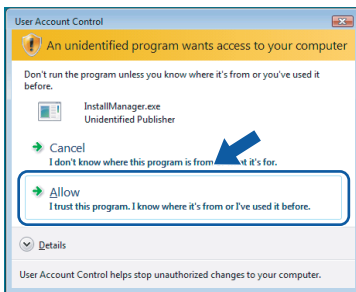 User Account Control
An unidentified program wants access to your computer
Don't run the program unless you know where it's from or you've used it
before.
InstallManager.exe
Unidentified Publisher
Cancel
I don't know where this program is from it's for.
Allow
I trust this program. I know where it's from or I've used it before.
Details
User Account Control helps stop unauthorized changes to your computer.